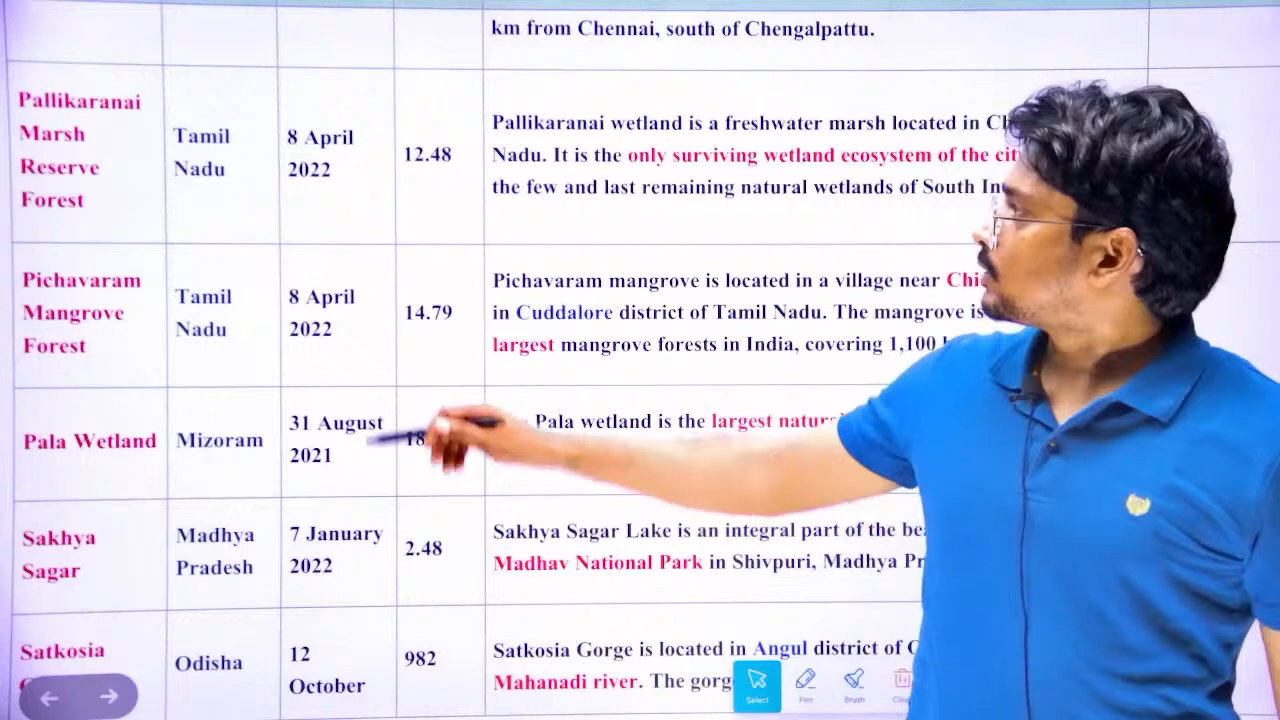 km from Chennai, south of Chengalpattu.
Pallikaranai
Marsh
Reserve
Forest
Tamil
Nadu
8 April
2022
12.48
Pallikaranai wetland is a freshwater marsh located in
Nadu. It is the only surviving wetland ecosystem of the
the few and last remaining natural wetlands of South
Pichavaram
Mangrove
Forest
Tamil
Nadu
8 April
2022
14.79
Pichavaram mangrove is located in a village near
in Cuddalore district of Tamil Nadu. The mangrove is
largest mangrove forests in India, covering 1,100
Pala Wetland
Mizoram
31 August
2021
Pala wetland is the largest
Sakhya
Sagar
Madhya
Pradesh
7 January
2022
2.48
Sakhya Sagar Lake is an integral part of the
Madhav National Park in Shivpuri, Madhya
Satkosia
Odisha
12
October
982
Satkosia Gorge is located in Angul district of
Mahanadi river. The
Select
Pen
Brush